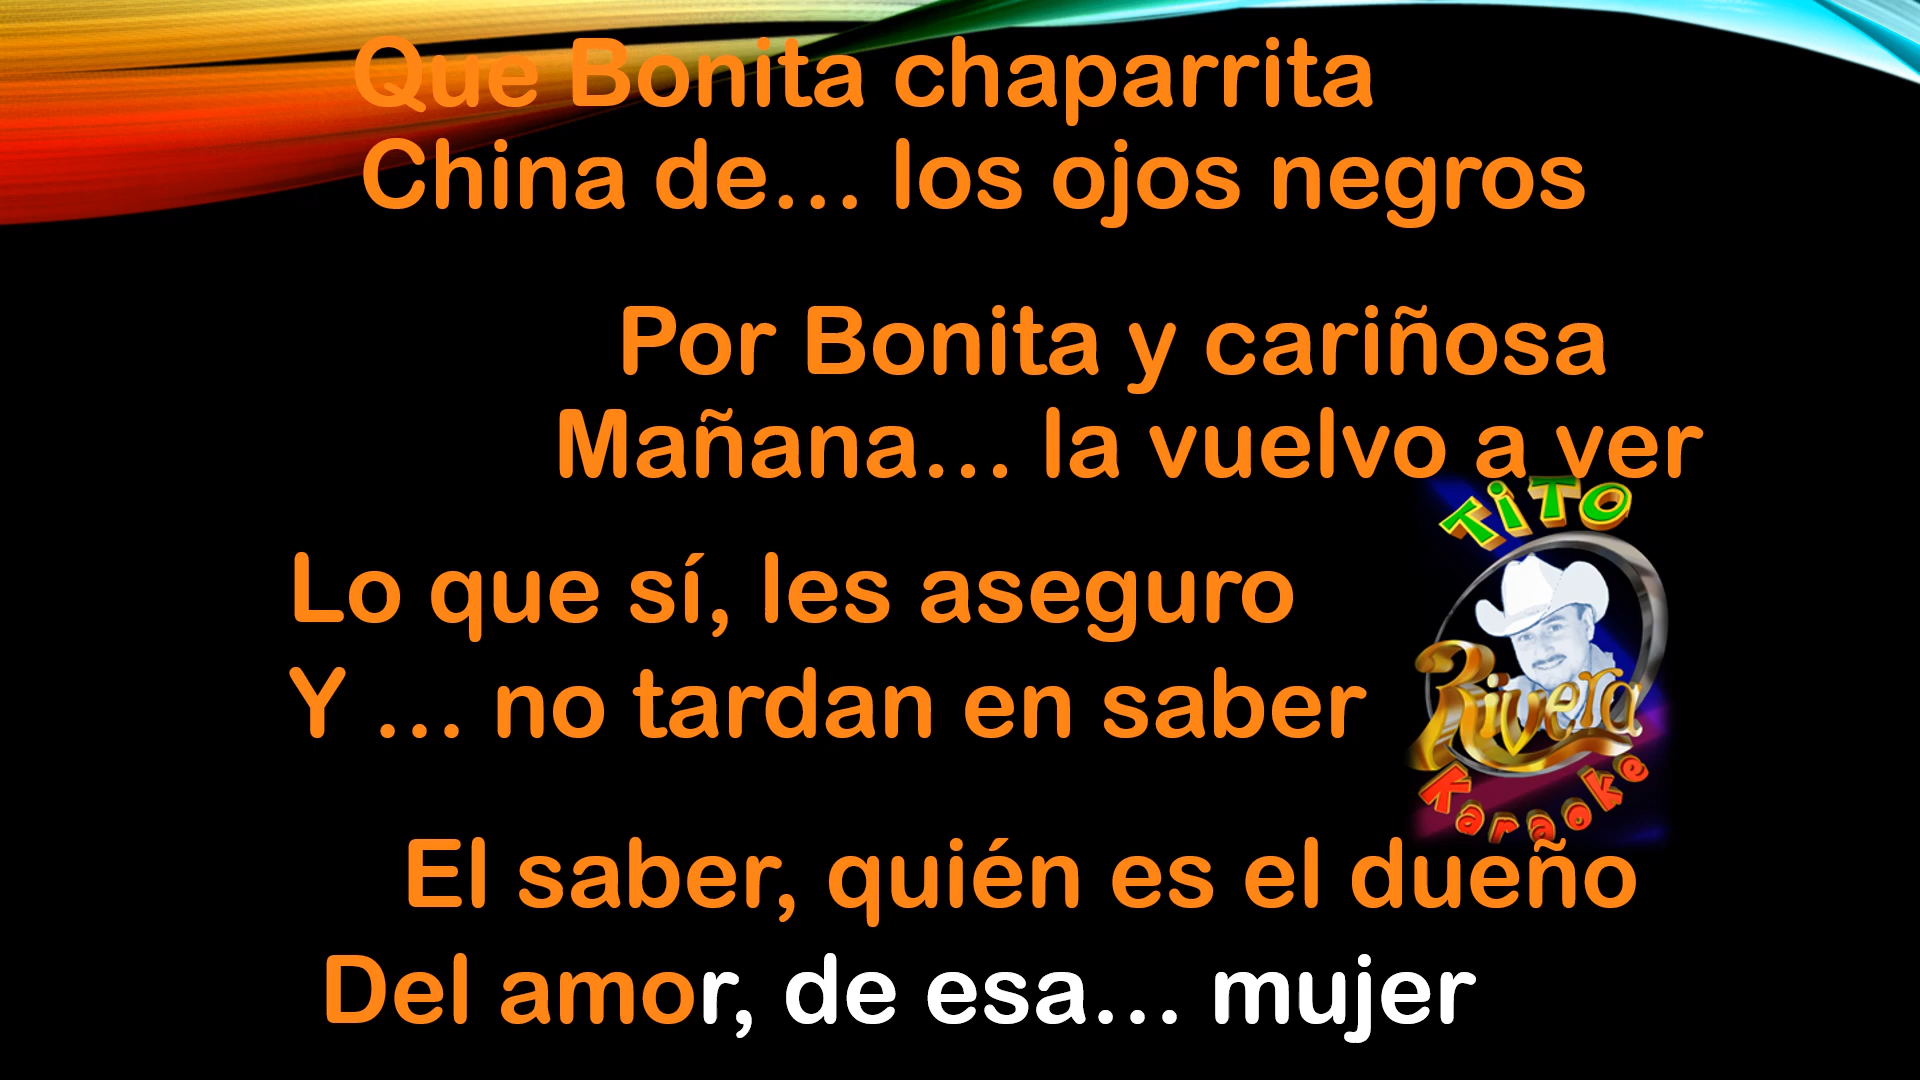 Que Bonita chaparrita
China de... los ojos negros
Por Bonita y cariñosa
Mañana... la vuelvo a ver
TiTo
Lo que sí, les aseguro
Rivera
Y ... no tardan en saber
Karaoke
El saber, quién es el dueño
Del amor, de esa... mujer